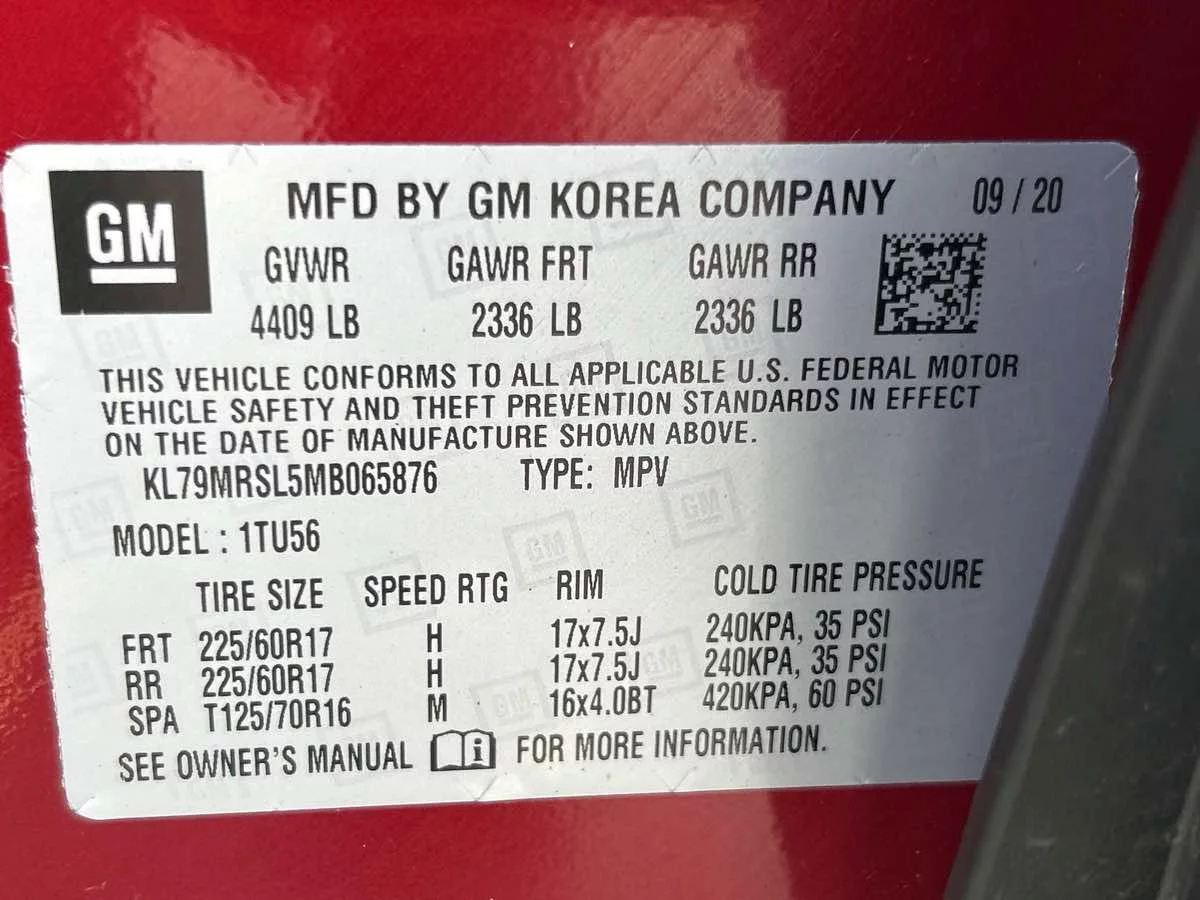 GM
MFD BY GM KOREA COMPANY 09 / 20
GVWR GAWR FRT GAWR RR
4409 LB 2336 LB 2336 LB
THIS VEHICLE CONFORMS TO ALL APPLICABLE U.S. FEDERAL MOTOR
VEHICLE SAFETY AND THEFT PREVENTION STANDARDS IN EFFECT
ON THE DATE OF MANUFACTURE SHOWN ABOVE.
KL79MRSL5MB065876 TYPE: MPV
MODEL : 1TU56
TIRE SIZE SPEED RTG RIM COLD TIRE PRESSURE
FRT 225/60R17 H 17x7.5J 240KPA, 35 PSI
RR 225/60R17 H 17x7.5J 240KPA, 35 PSI
SPA T125/70R16 M 16x4.0BT 420KPA, 60 PSI
SEE OWNER'S MANUAL i FOR MORE INFORMATION.